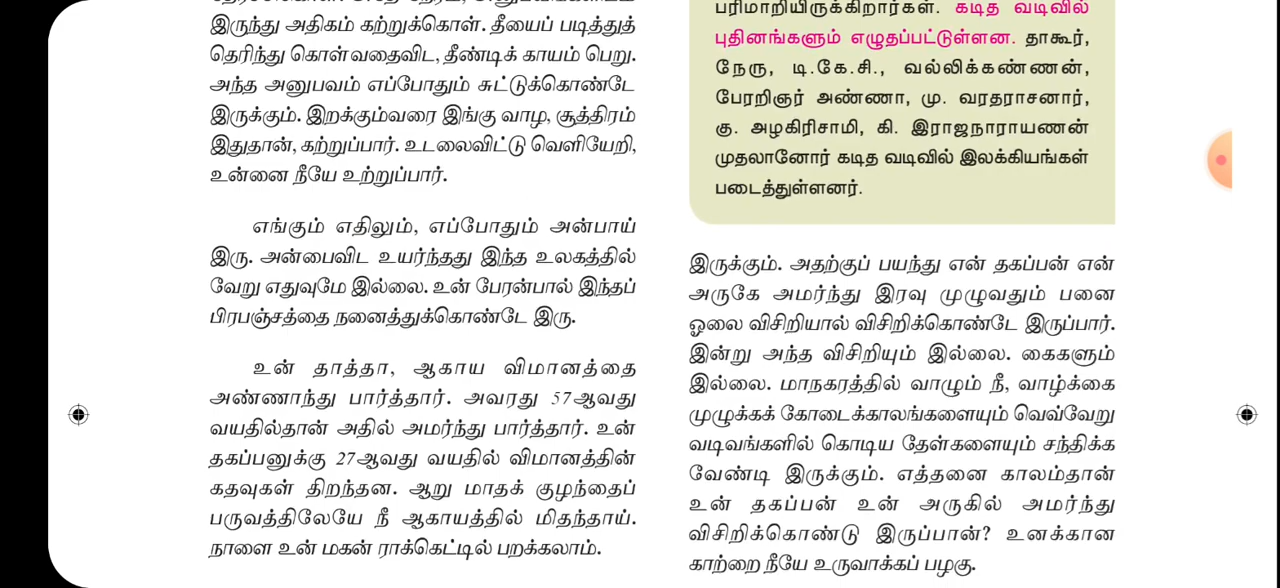 இருந்து அதிகம் கற்றுக்கொள். தீயைப் படித்துத்
தெரிந்து கொள்வதைவிட, தீண்டிக் காயம் பெறு.
அந்த அனுபவம் எப்போதும் சுட்டுக்கொண்டே
இருக்கும். இறக்கும்வரை இங்கு வாழ, சூத்திரம்
இதுதான், கற்றுப்பார். உடலைவிட்டு வெளியேறி,
உன்னை நீயே உற்றுப்பார்.
எங்கும் எதிலும், எப்போதும் அன்பாய்
இரு. அன்பைவிட உயர்ந்தது இந்த உலகத்தில்
வேறு எதுவுமே இல்லை. உன் பேரன்பால் இந்தப்
பிரபஞ்சத்தை நனைத்துக்கொண்டே இரு.
உன் தாத்தா, ஆகாய விமானத்தை
அண்ணாந்து பார்த்தார். அவரது 57ஆவது
வயதில்தான் அதில் அமர்ந்து பார்த்தார். உன்
தகப்பனுக்கு 27ஆவது வயதில் விமானத்தின்
கதவுகள் திறந்தன. ஆறு மாதக் குழந்தைப்
பருவத்திலேயே நீ ஆகாயத்தில் மிதந்தாய்.
நாளை உன் மகன் ராக்கெட்டில் பறக்கலாம்.
பரிமாறியிருக்கிறார்கள். கடித வடிவில்
புதினங்களும் எழுதப்பட்டுள்ளன. தாகூர்,
நேரு, டி.கே.சி., வல்லிக்கண்ணன்,
பேரறிஞர் அண்ணா, மு. வரதராசனார்,
கு. அழகிரிசாமி, கி. இராஜநாராயணன்
முதலானோர் கடித வடிவில் இலக்கியங்கள்
படைத்துள்ளனர்.
இருக்கும். அதற்குப் பயந்து என் தகப்பன் என்
அருகே அமர்ந்து இரவு முழுவதும் பனை
ஓலை விசிறியால் விசிறிக்கொண்டே இருப்பார்.
இன்று அந்த விசிறியும் இல்லை. கைகளும்
இல்லை. மாநகரத்தில் வாழும் நீ, வாழ்க்கை
முழுக்கக் கோடைக்காலங்களையும் வெவ்வேறு
வடிவங்களில் கொடிய தேள்களையும் சந்திக்க
வேண்டி இருக்கும். எத்தனை காலம்தான்
உன் தகப்பன் உன் அருகில் அமர்ந்து
விசிறிக்கொண்டு இருப்பான்? உனக்கான
காற்றை நீயே உருவாக்கப் பழகு.